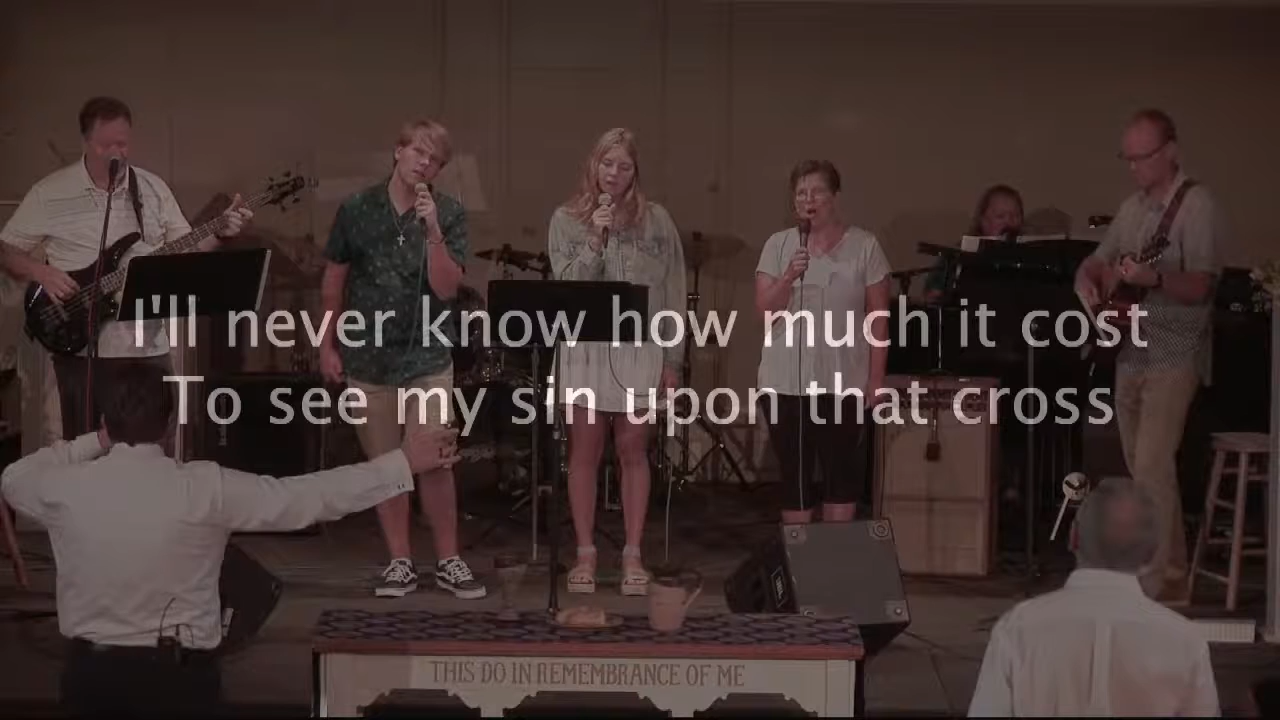 I'll never know how much it cost
To see my sin upon that cross
THIS DO IN REMEMBRANCE OF ME